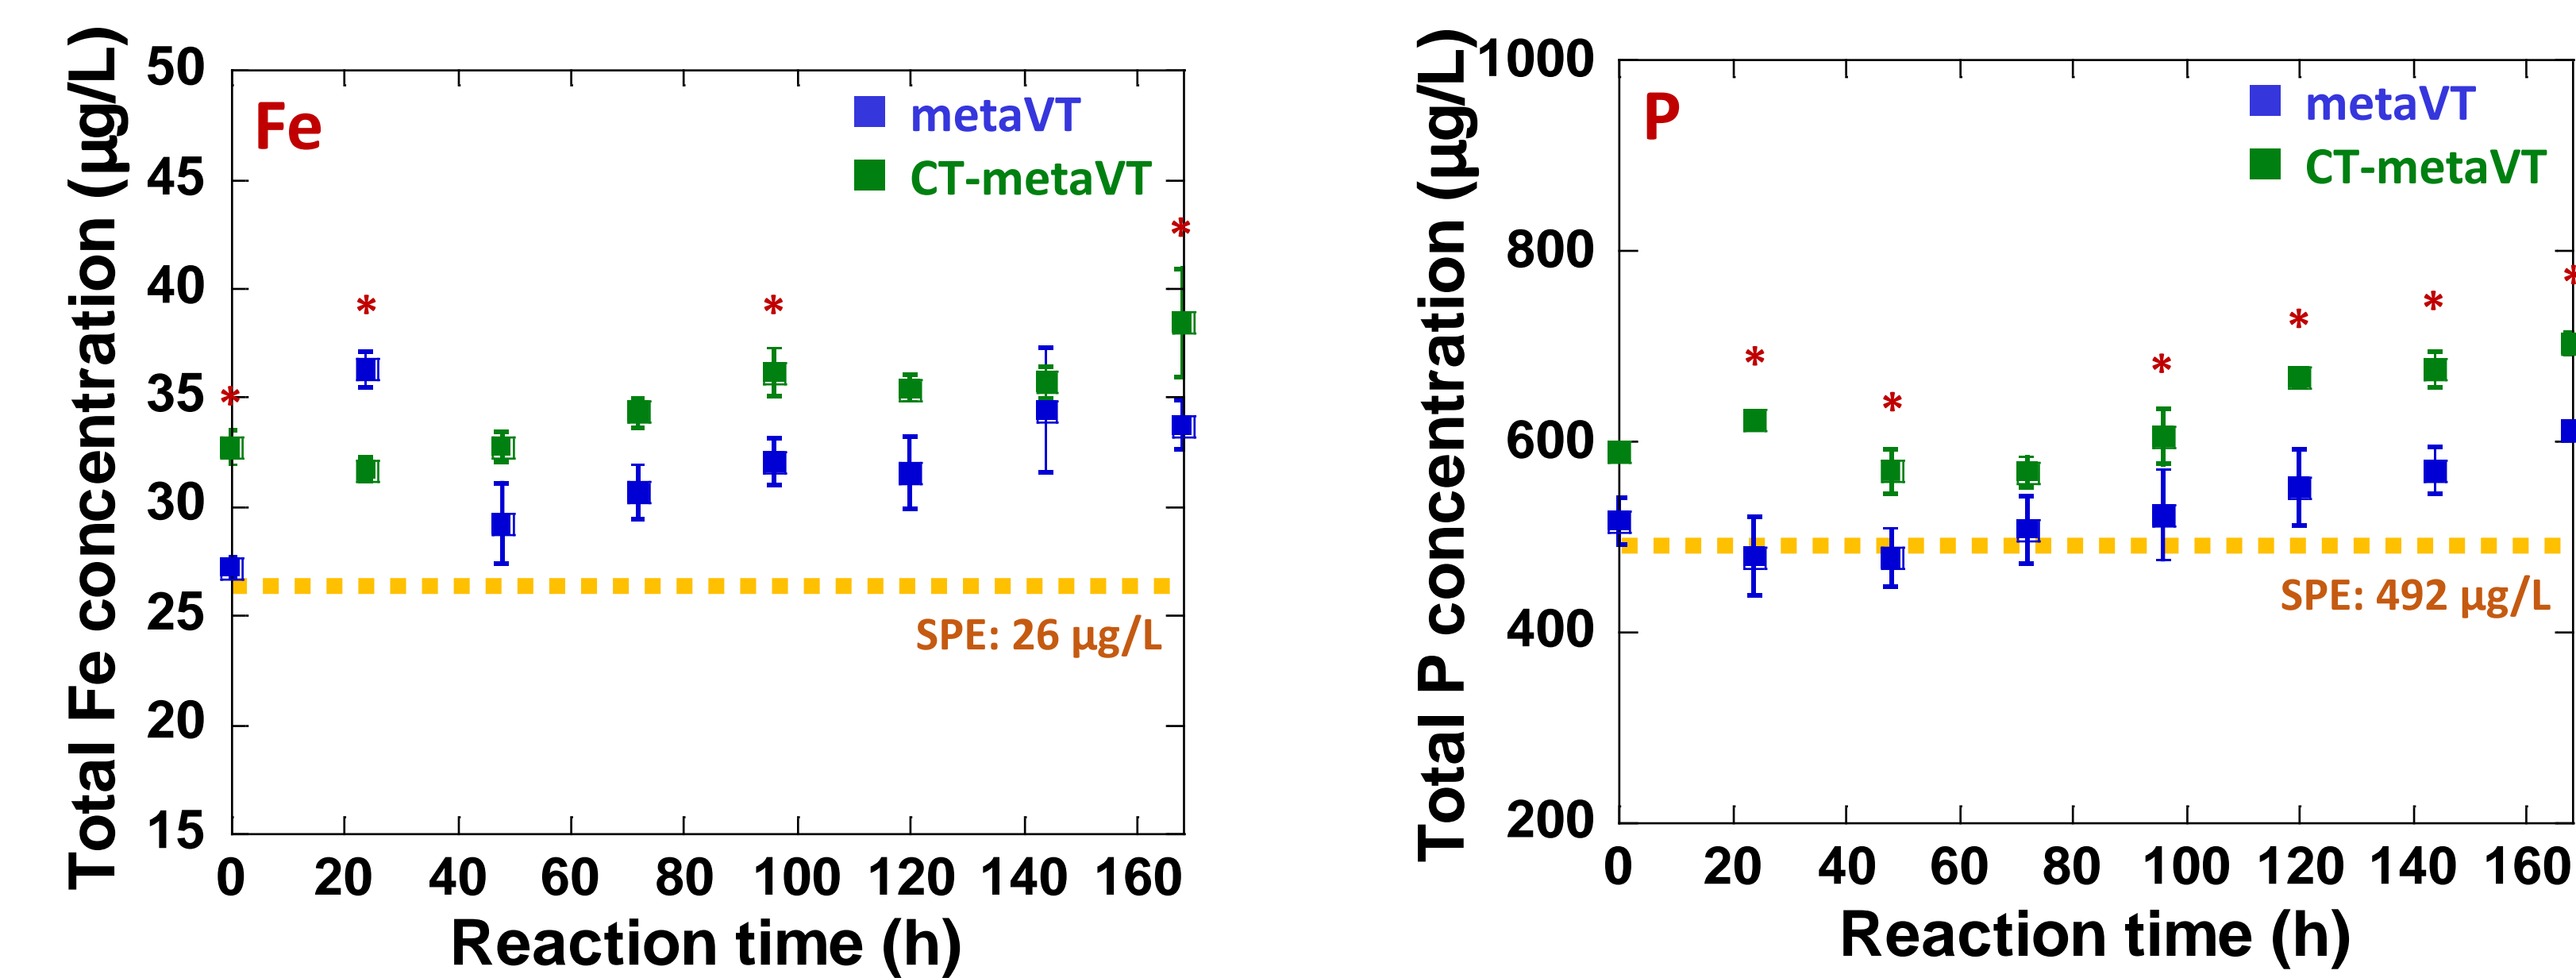 Total Fe concentration (µg/L)
50
45
40
35
30
25
20
15
Fe
metaVT
CT-metaVT
*
*
*
*
SPE: 26 µg/L
0 20 40 60 80 100 120 140 160
Reaction time (h)
Total P concentration (µg/L)
1000
800
600
400
200
P
metaVT
CT-metaVT
*
*
*
*
*
*
SPE: 492 µg/L
0 20 40 60 80 100 120 140 160
Reaction time (h)